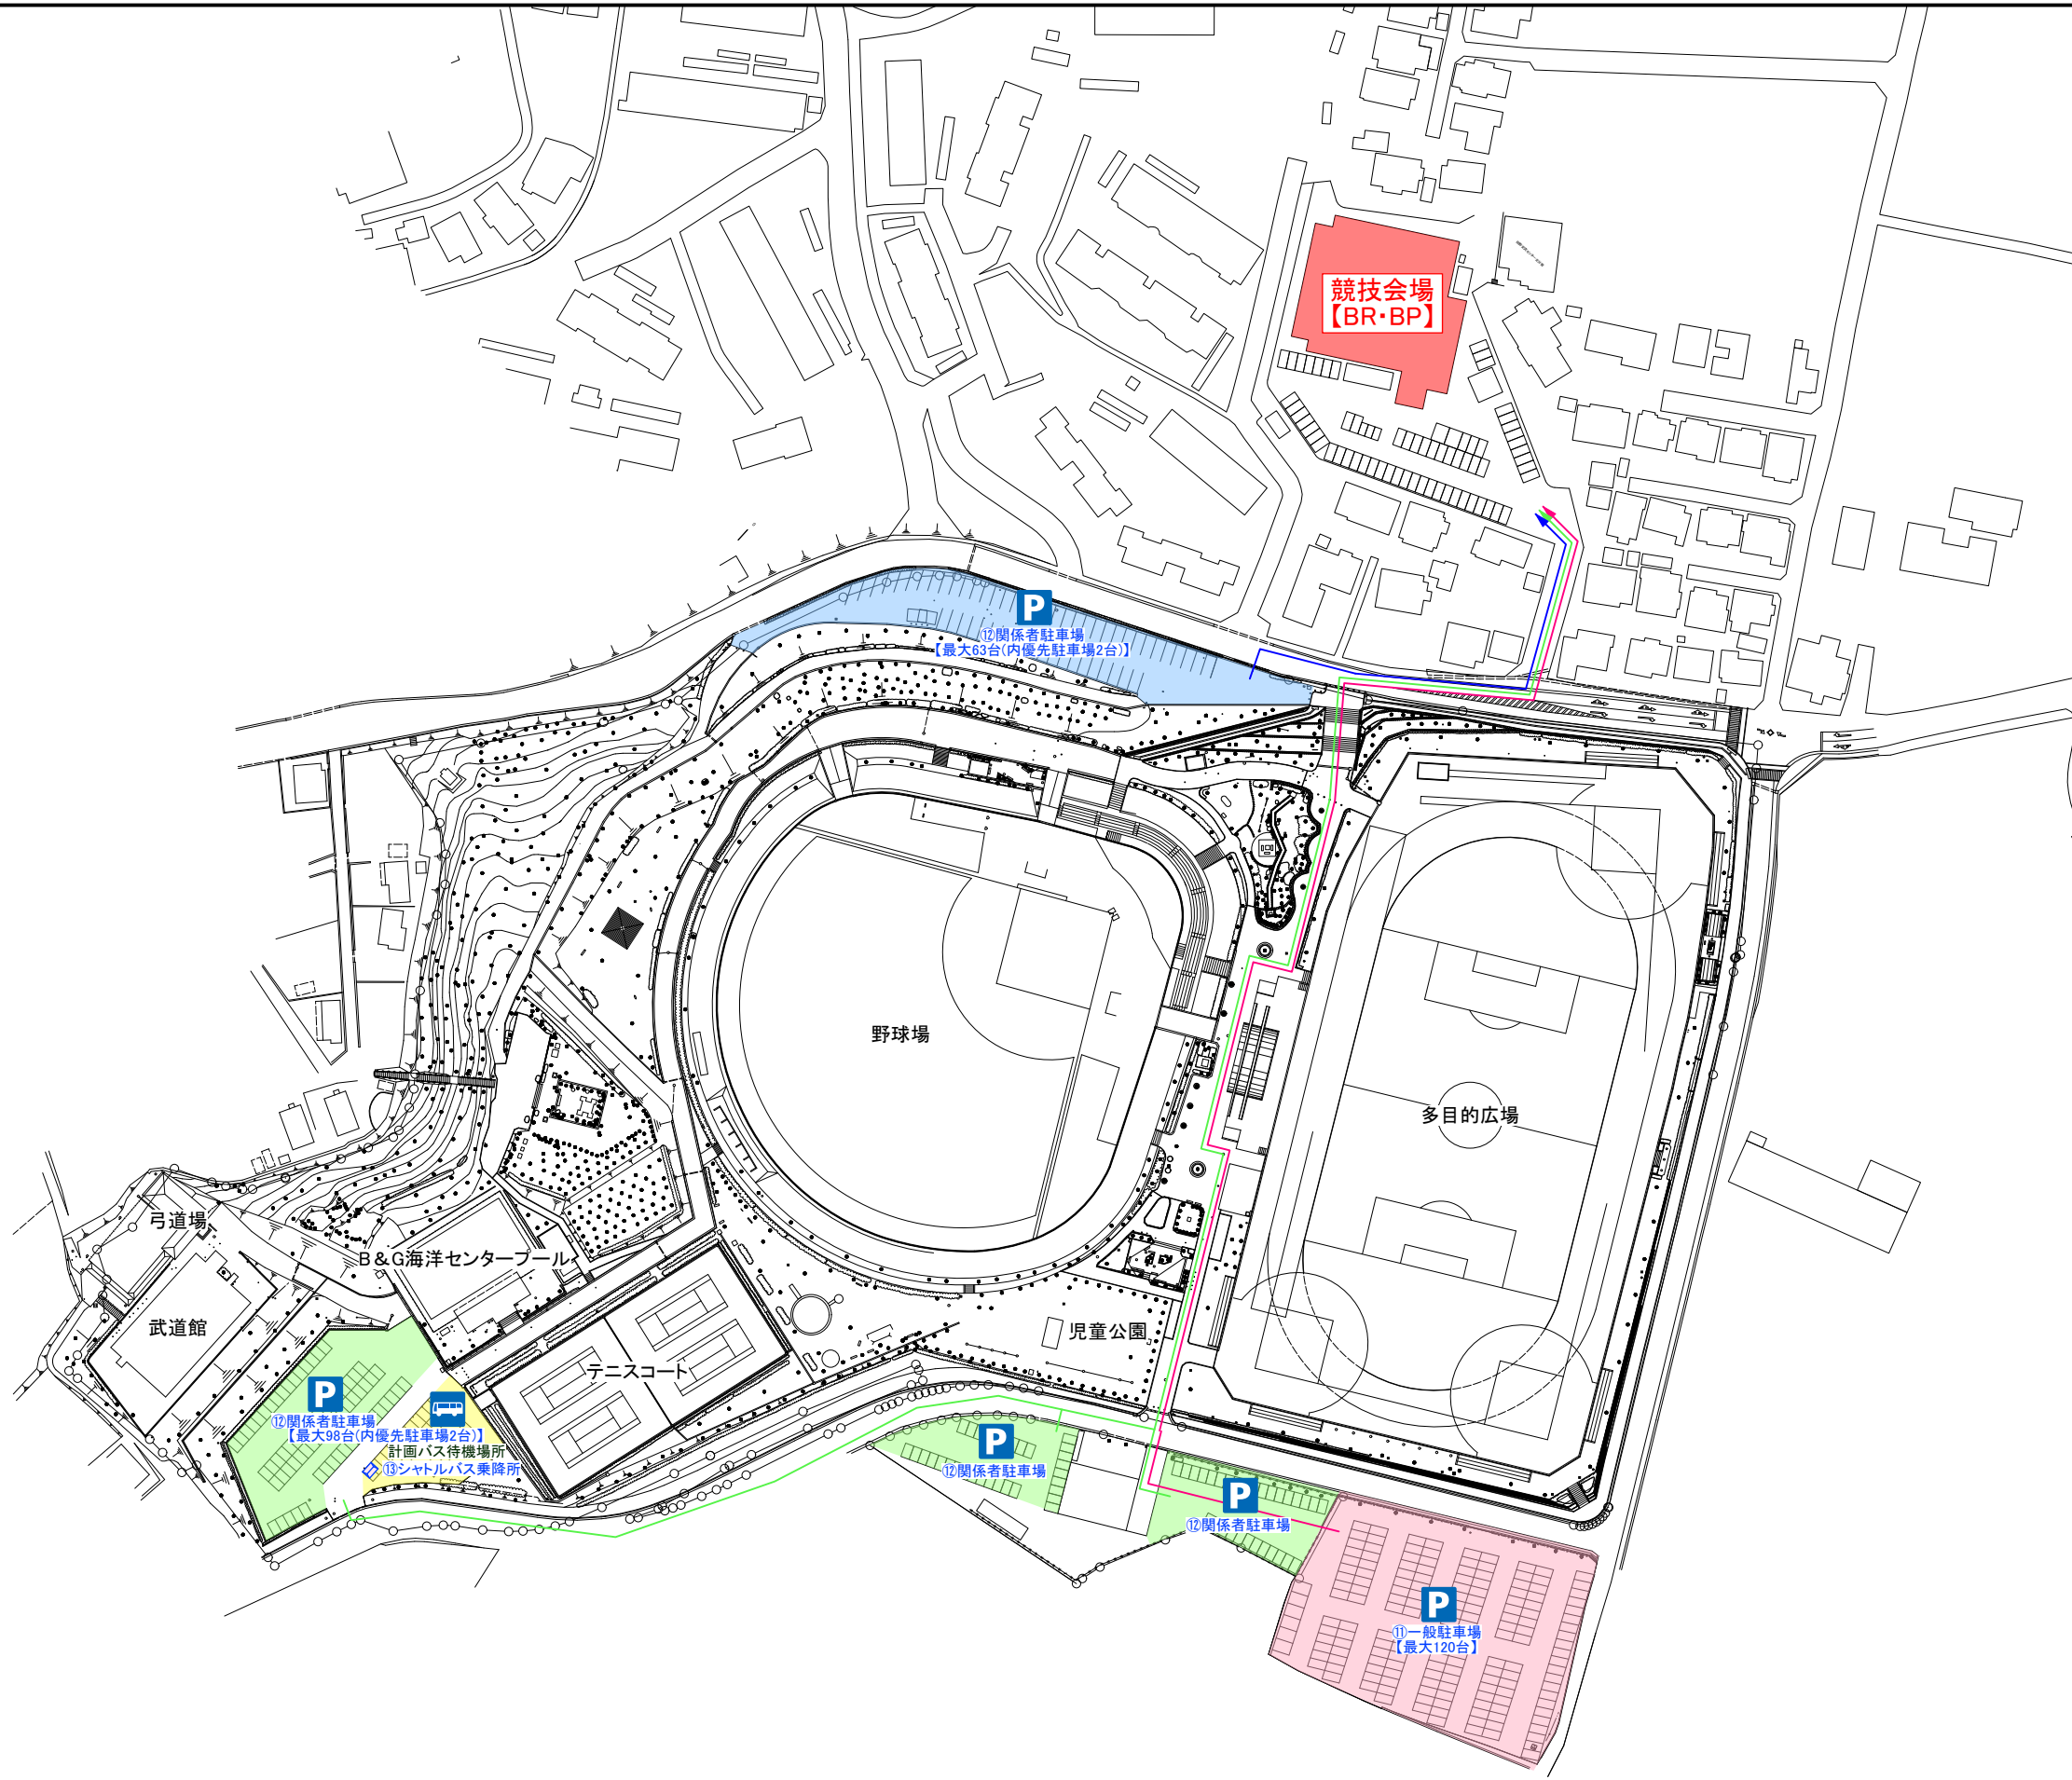 競技会場
【BR・BP】
P
⑫関係者駐車場
【最大63台(内優先駐車場2台)】
野球場
多目的広場
弓道場
B&G海洋センタープール
武道館
児童公園
テニスコート
P
⑫関係者駐車場
【最大98台(内優先駐車場2台)】
計画バス待機場所
⑬シャトルバス乗降所
P
⑫関係者駐車場
P
⑫関係者駐車場
P
⑪一般駐車場
【最大120台】